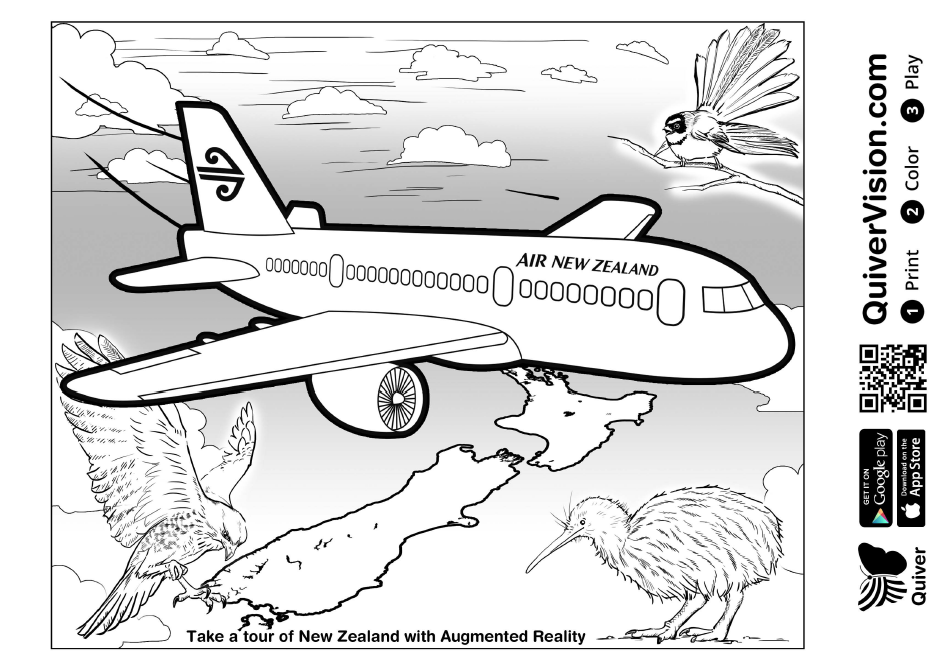 AIR NEW ZEALAND
Take a tour of New Zealand with Augmented Reality
QuiverVision.com
1 Print 2 Color 3 Play
GET IT ON
Google play
Download on the
App Store
Quiver